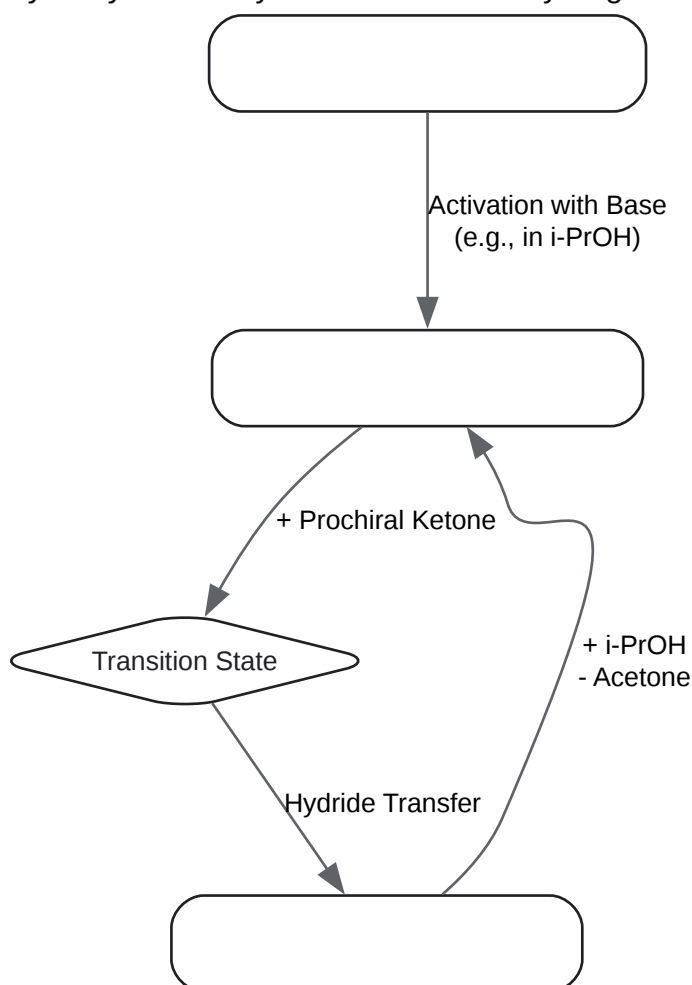 Activation with Base
(e.g., in i-PrOH)
+ Prochiral Ketone
Transition State
+ i-PrOH
- Acetone
Hydride Transfer